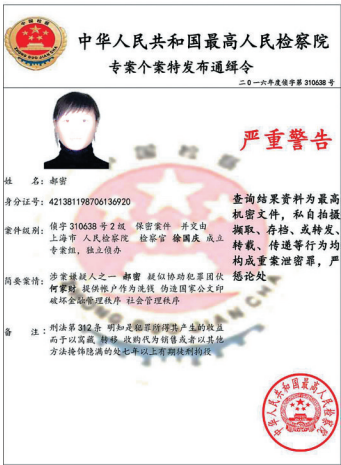 中华人民共和国最高人民检察院
专案个案特发布通缉令
二0一六年度侦字第310638号
严重警告
姓 名：郝密
身份证号：421381198706136920
案件级别：侦字310638号2级 保密案件 并交由
上海市 人民检察院 检察官 徐国庆 成立
专案组，独立侦办
简要案情：涉案嫌疑人之一 郝密 疑似协助犯罪团伙
何家财 提供帐户作为洗钱 伪造国家公文印
破坏金融管理秩序 社会管理秩序
备 注：刑法第312条 明知是犯罪所得其产生的收益
而于以窝藏 转移 收购代为销售或者以其他
方法掩饰隐满的处七年以上有期徒刑拘役
查询结果资料为最高
机密文件，私自拍摄
撷取、存档、或转发、
转载、传递等行为均
构成重案泄密罪，严
惩论处
中国检察
GONG JIAN CHA
中华人民共和国最高人民检察院